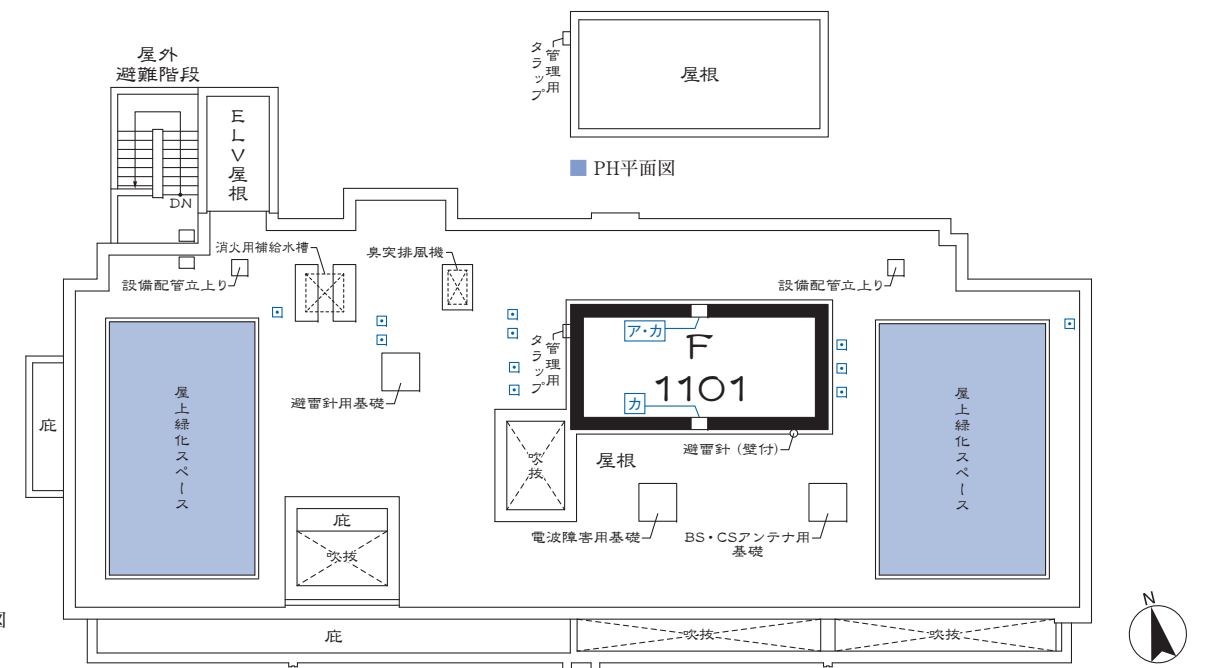 屋外
避難階段
ELV屋根
DN
管理用
タラップ
屋根
PH平面図
消火用補給水槽
臭突排風機
設備配管立上り
設備配管立上り
管理用
タラップ
ア・カ
F
1101
カ
避雷針用基礎
避雷針 (壁付)
屋上緑化スペース
屋上緑化スペース
庇
吹抜
屋根
電波障害用基礎
BS・CSアンテナ用
基礎
庇
吹抜
図
庇
吹抜
吹抜
N